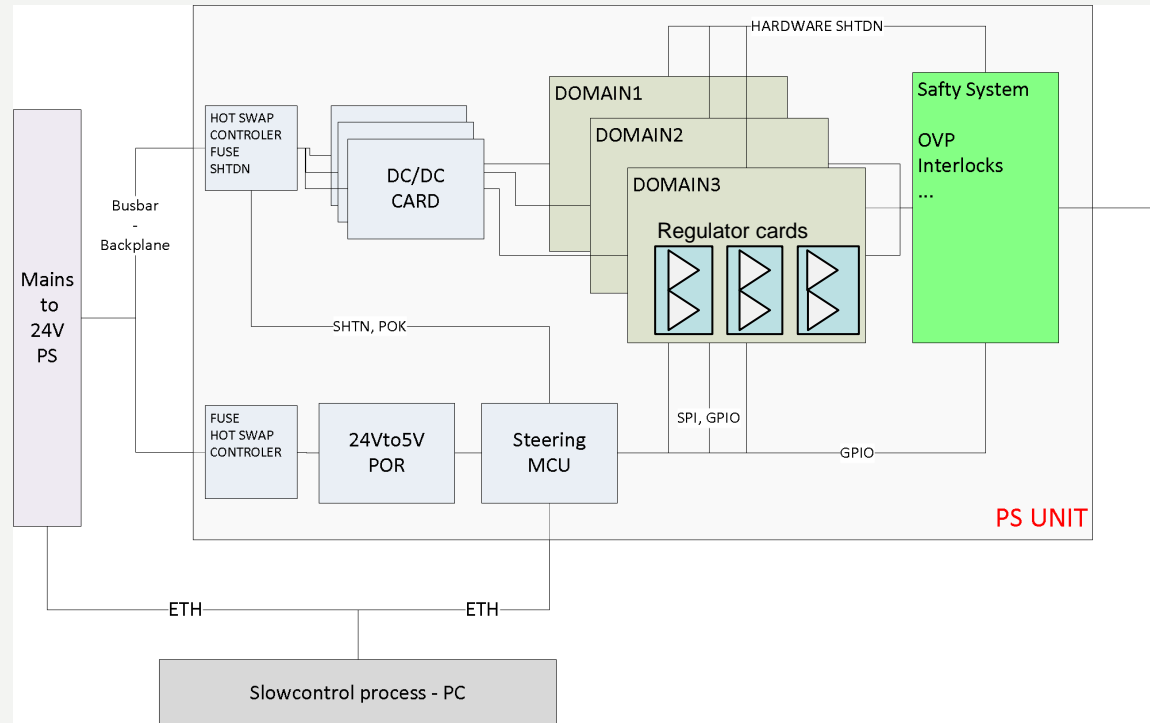 HARDWARE SHTDN
DOMAIN1
Safty System
OVP
Interlocks
...
HOT SWAP
CONTROLER
FUSE
SHTDN
DOMAIN2
DC/DC
CARD
DOMAIN3
Busbar
-
Backplane
Regulator cards
Mains
to
24V
PS
SHTN, POK
SPI, GPIO
FUSE
HOT SWAP
CONTROLER
24Vto5V
POR
Steering
MCU
GPIO
PS UNIT
ETH
ETH
Slowcontrol process - PC